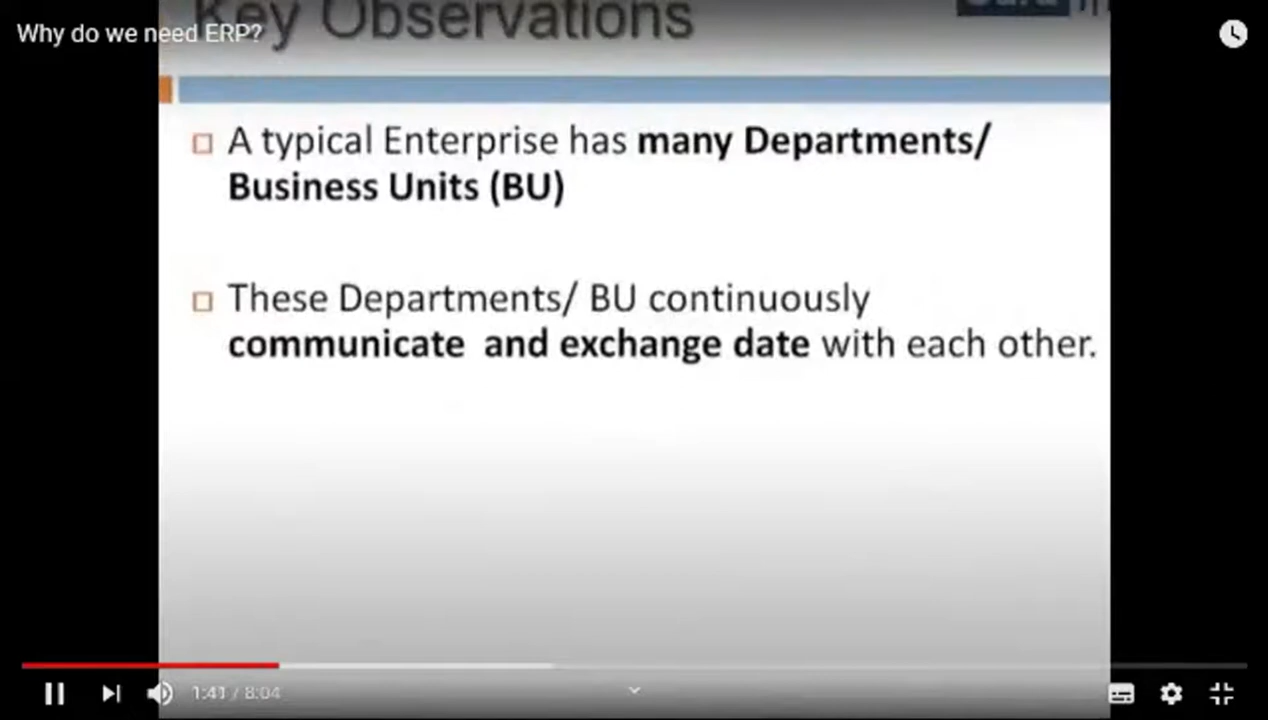 Key Observations
Why do we need ERP?
A typical Enterprise has many Departments/
Business Units (BU)
These Departments/ BU continuously
communicate and exchange date with each other.
1:41 / 8:04